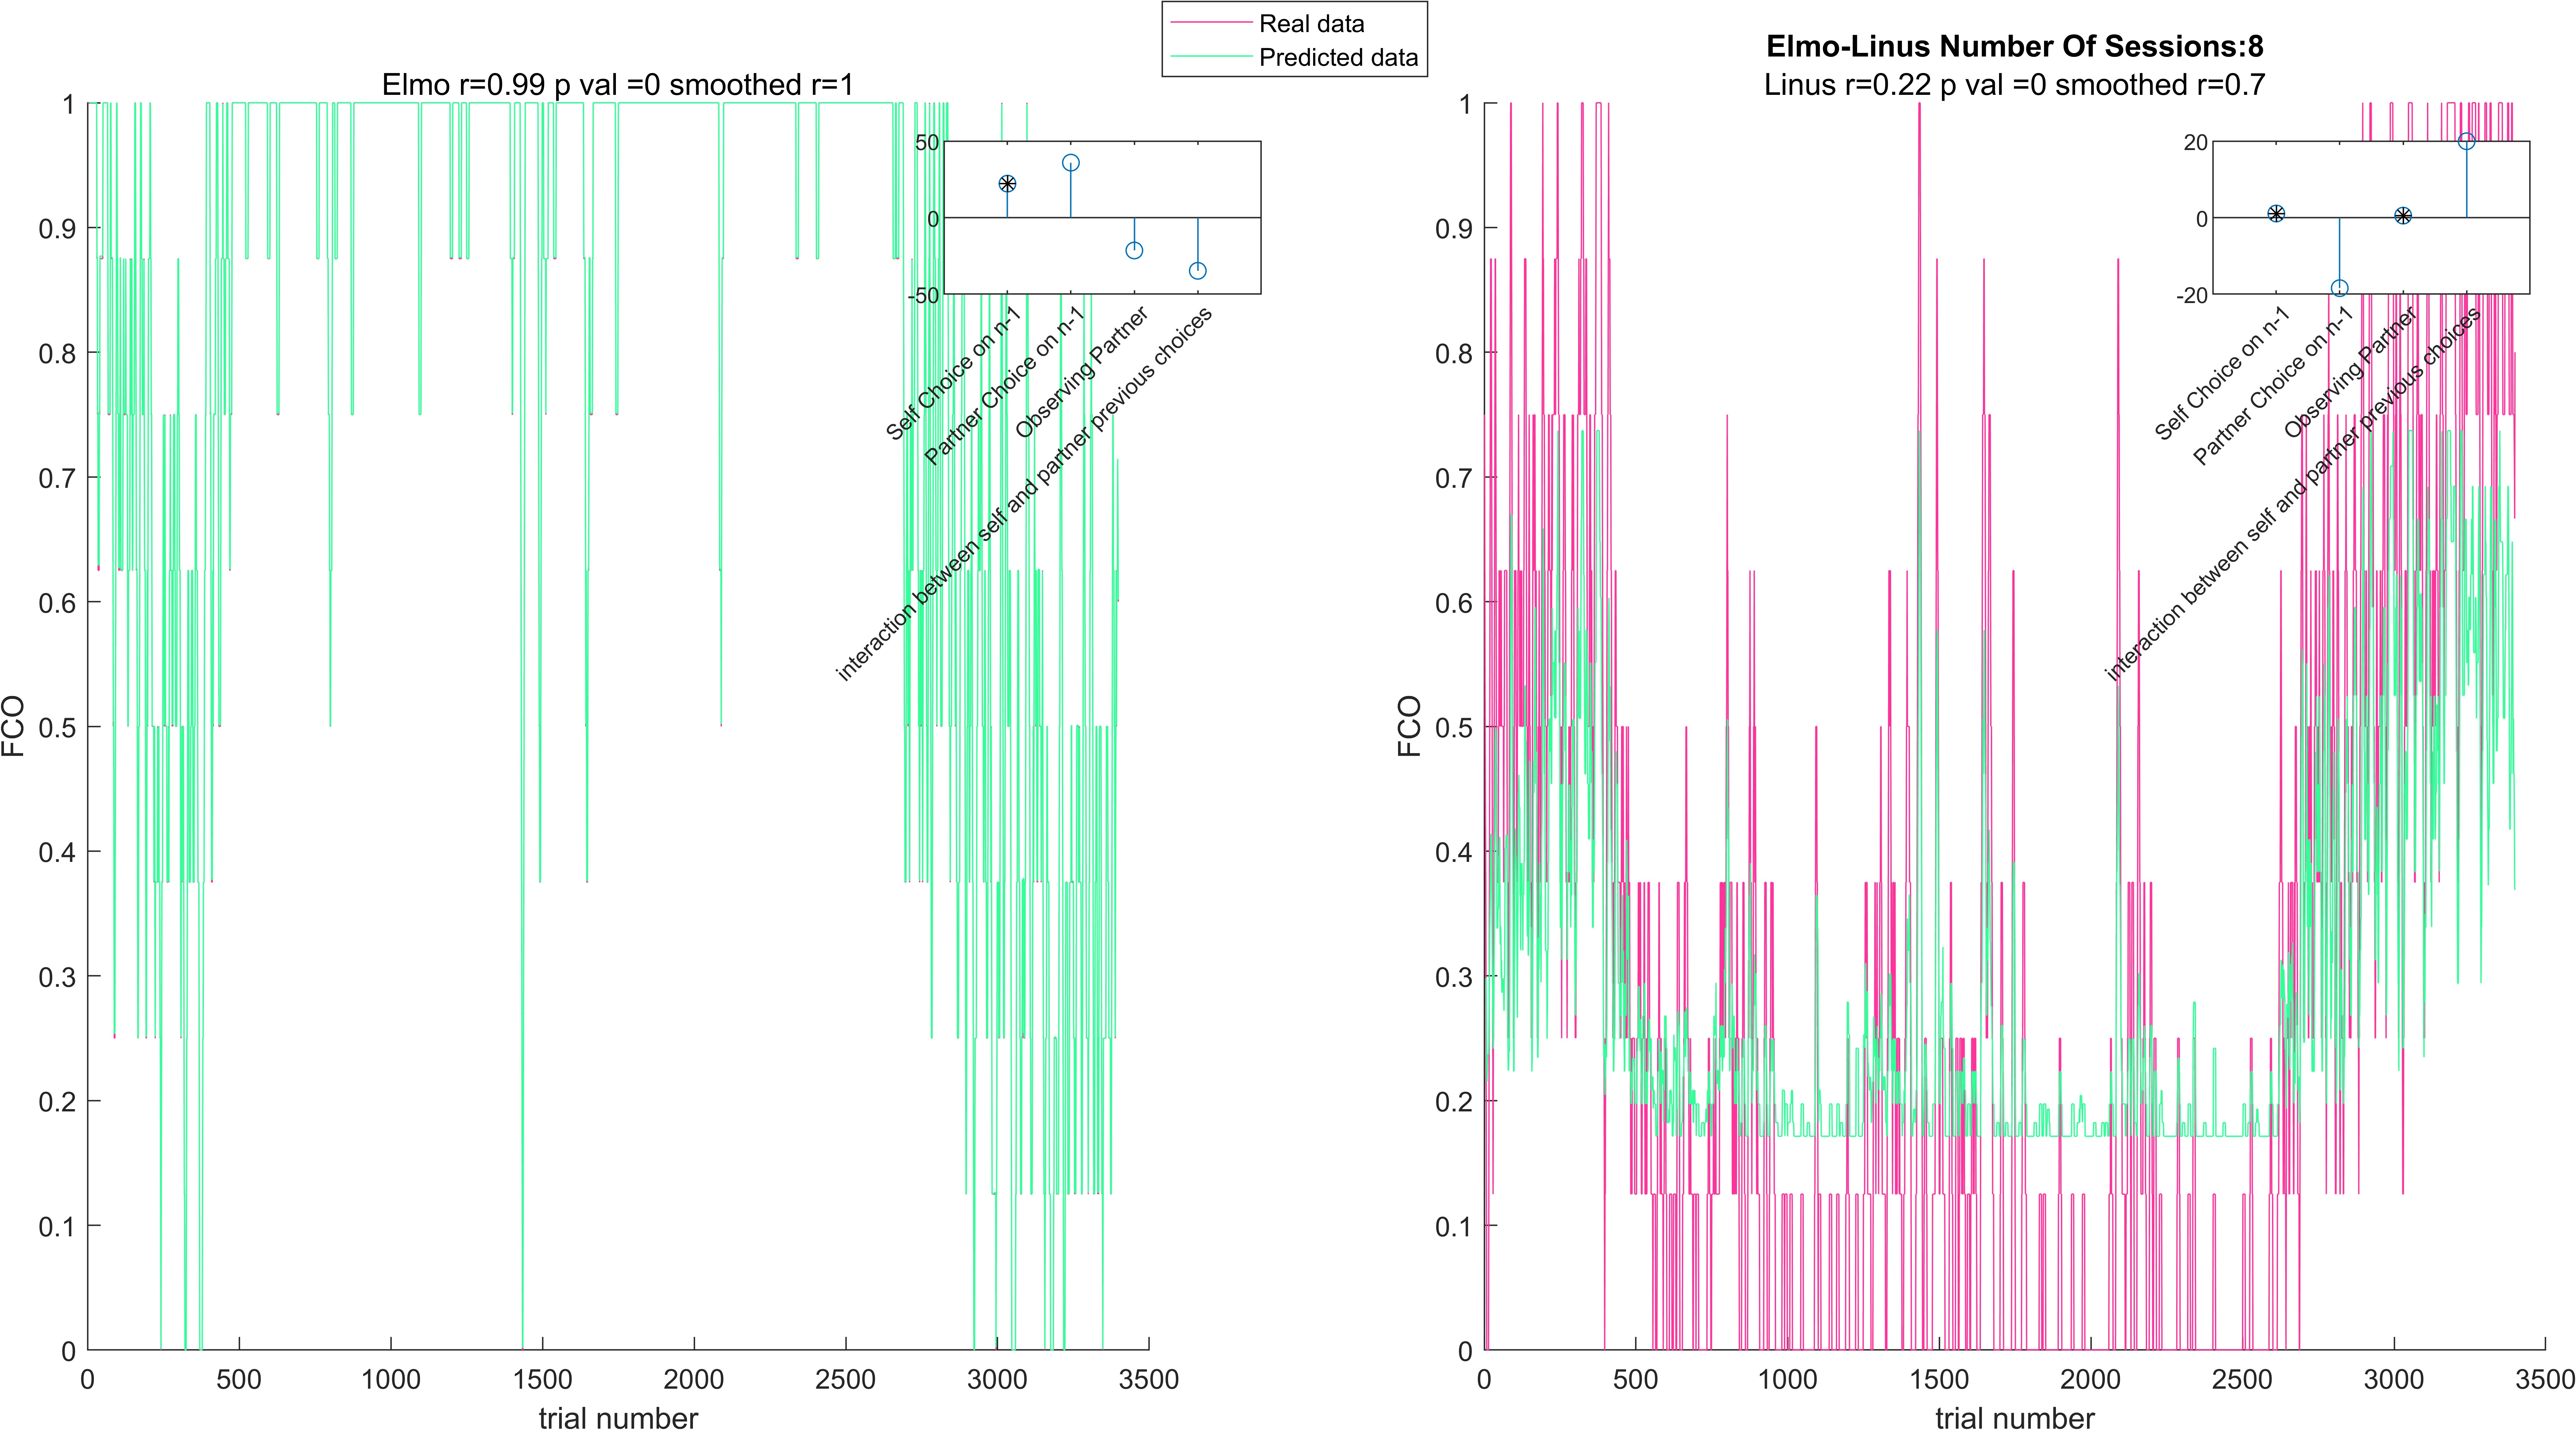 Real data
Predicted data
Elmo r=0.99 p val =0 smoothed r=1
FCO
1
0.9
0.8
0.7
0.6
0.5
0.4
0.3
0.2
0.1
0
0
500
1000
1500
2000
2500
3000
3500
trial number
50
0
-50
Self Choice on n-1
Partner Choice on n-1
Observing Partner
interaction between self and partner previous choices
Elmo-Linus Number Of Sessions:8
Linus r=0.22 p val =0 smoothed r=0.7
FCO
1
0.9
0.8
0.7
0.6
0.5
0.4
0.3
0.2
0.1
0
0
500
1000
1500
2000
2500
3000
3500
trial number
20
0
-20
Self Choice on n-1
Partner Choice on n-1
Observing Partner
interaction between self and partner previous choices